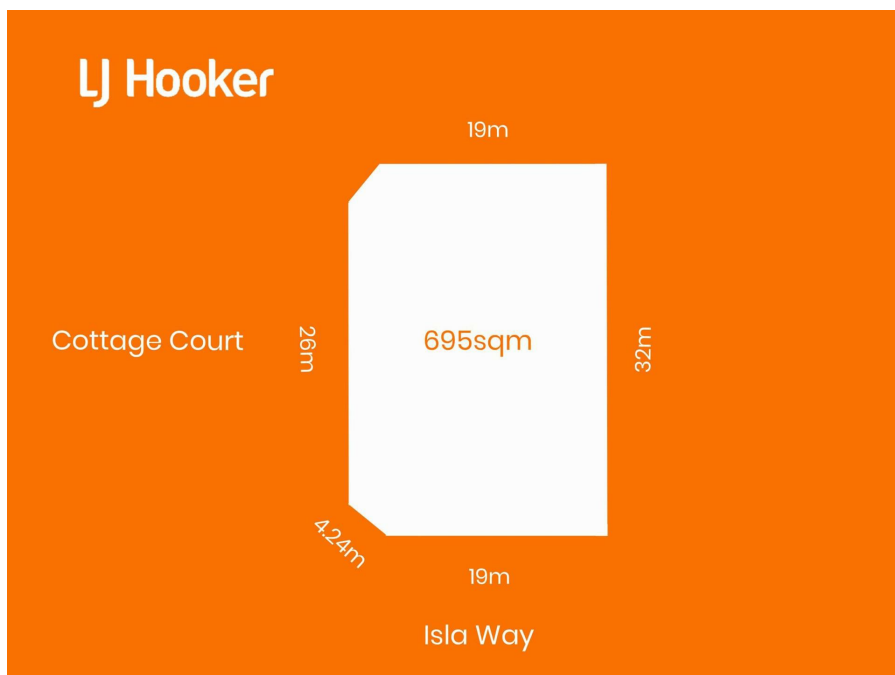 LJ Hooker
19m
Cottage Court
26m
695sqm
32m
4.24m
19m
Isla Way